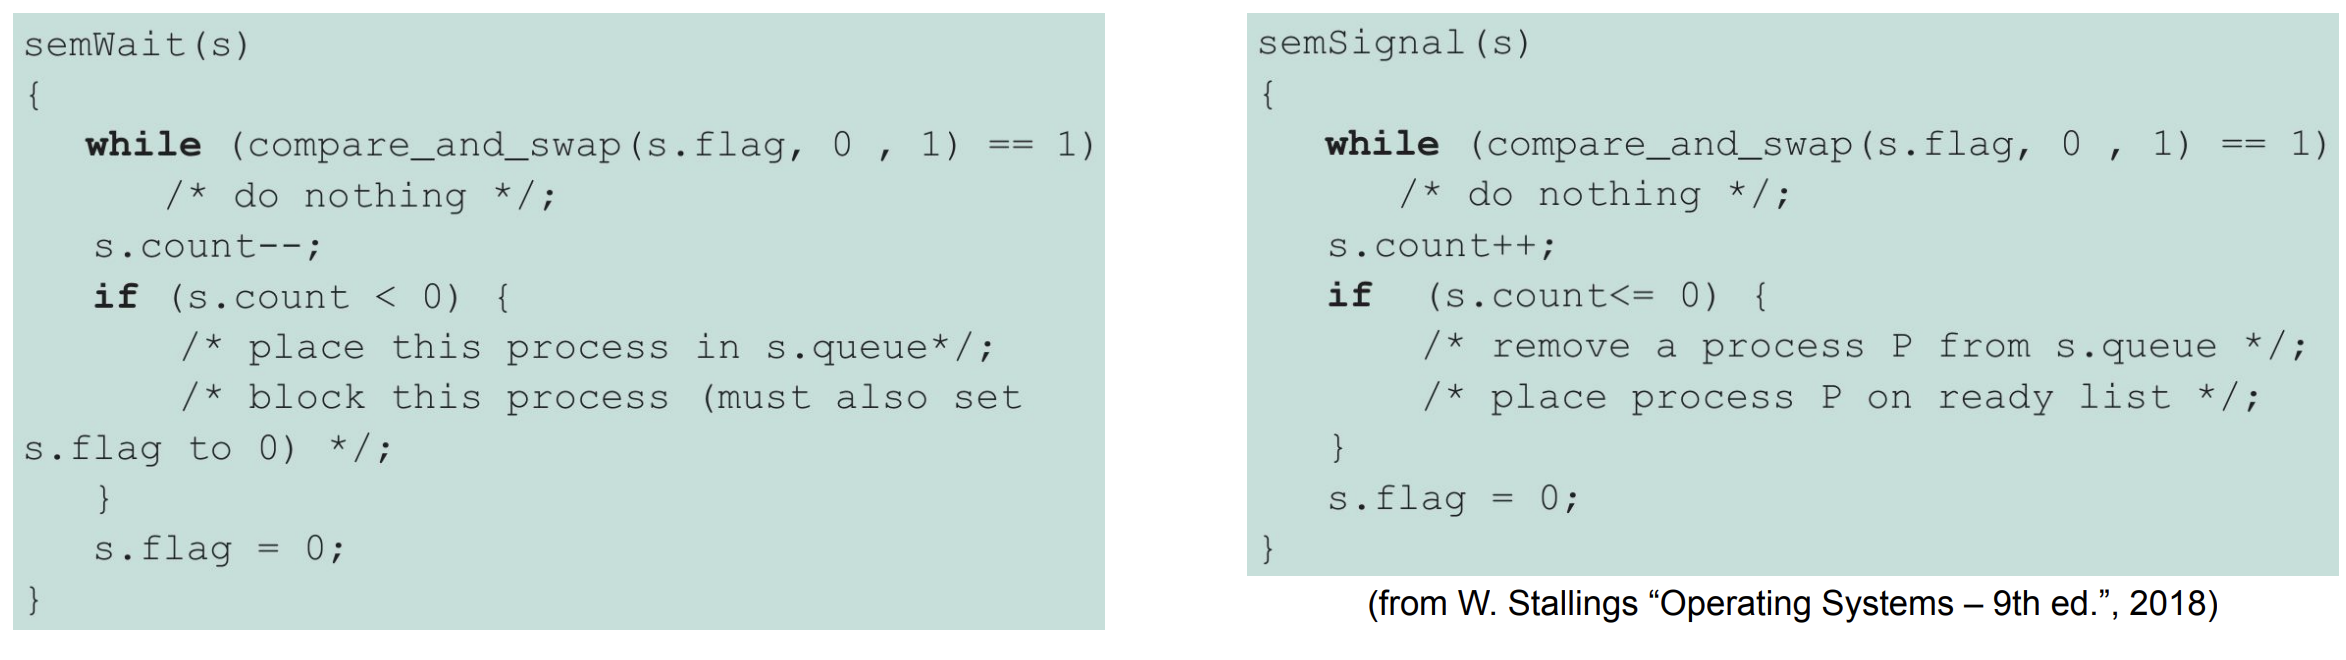 semWait(s)
{
while (compare_and_swap(s.flag, 0 , 1) == 1)
/* do nothing */;
s.count--;
if (s.count < 0) {
/* place this process in s.queue*/;
/* block this process (must also set
s.flag to 0) */;
}
s.flag = 0;
}
semSignal(s)
{
while (compare_and_swap(s.flag, 0 , 1) == 1)
/* do nothing */;
s.count++;
if (s.count<= 0) {
/* remove a process P from s.queue */;
/* place process P on ready list */;
}
s.flag = 0;
}
(from W. Stallings “Operating Systems – 9th ed.”, 2018)